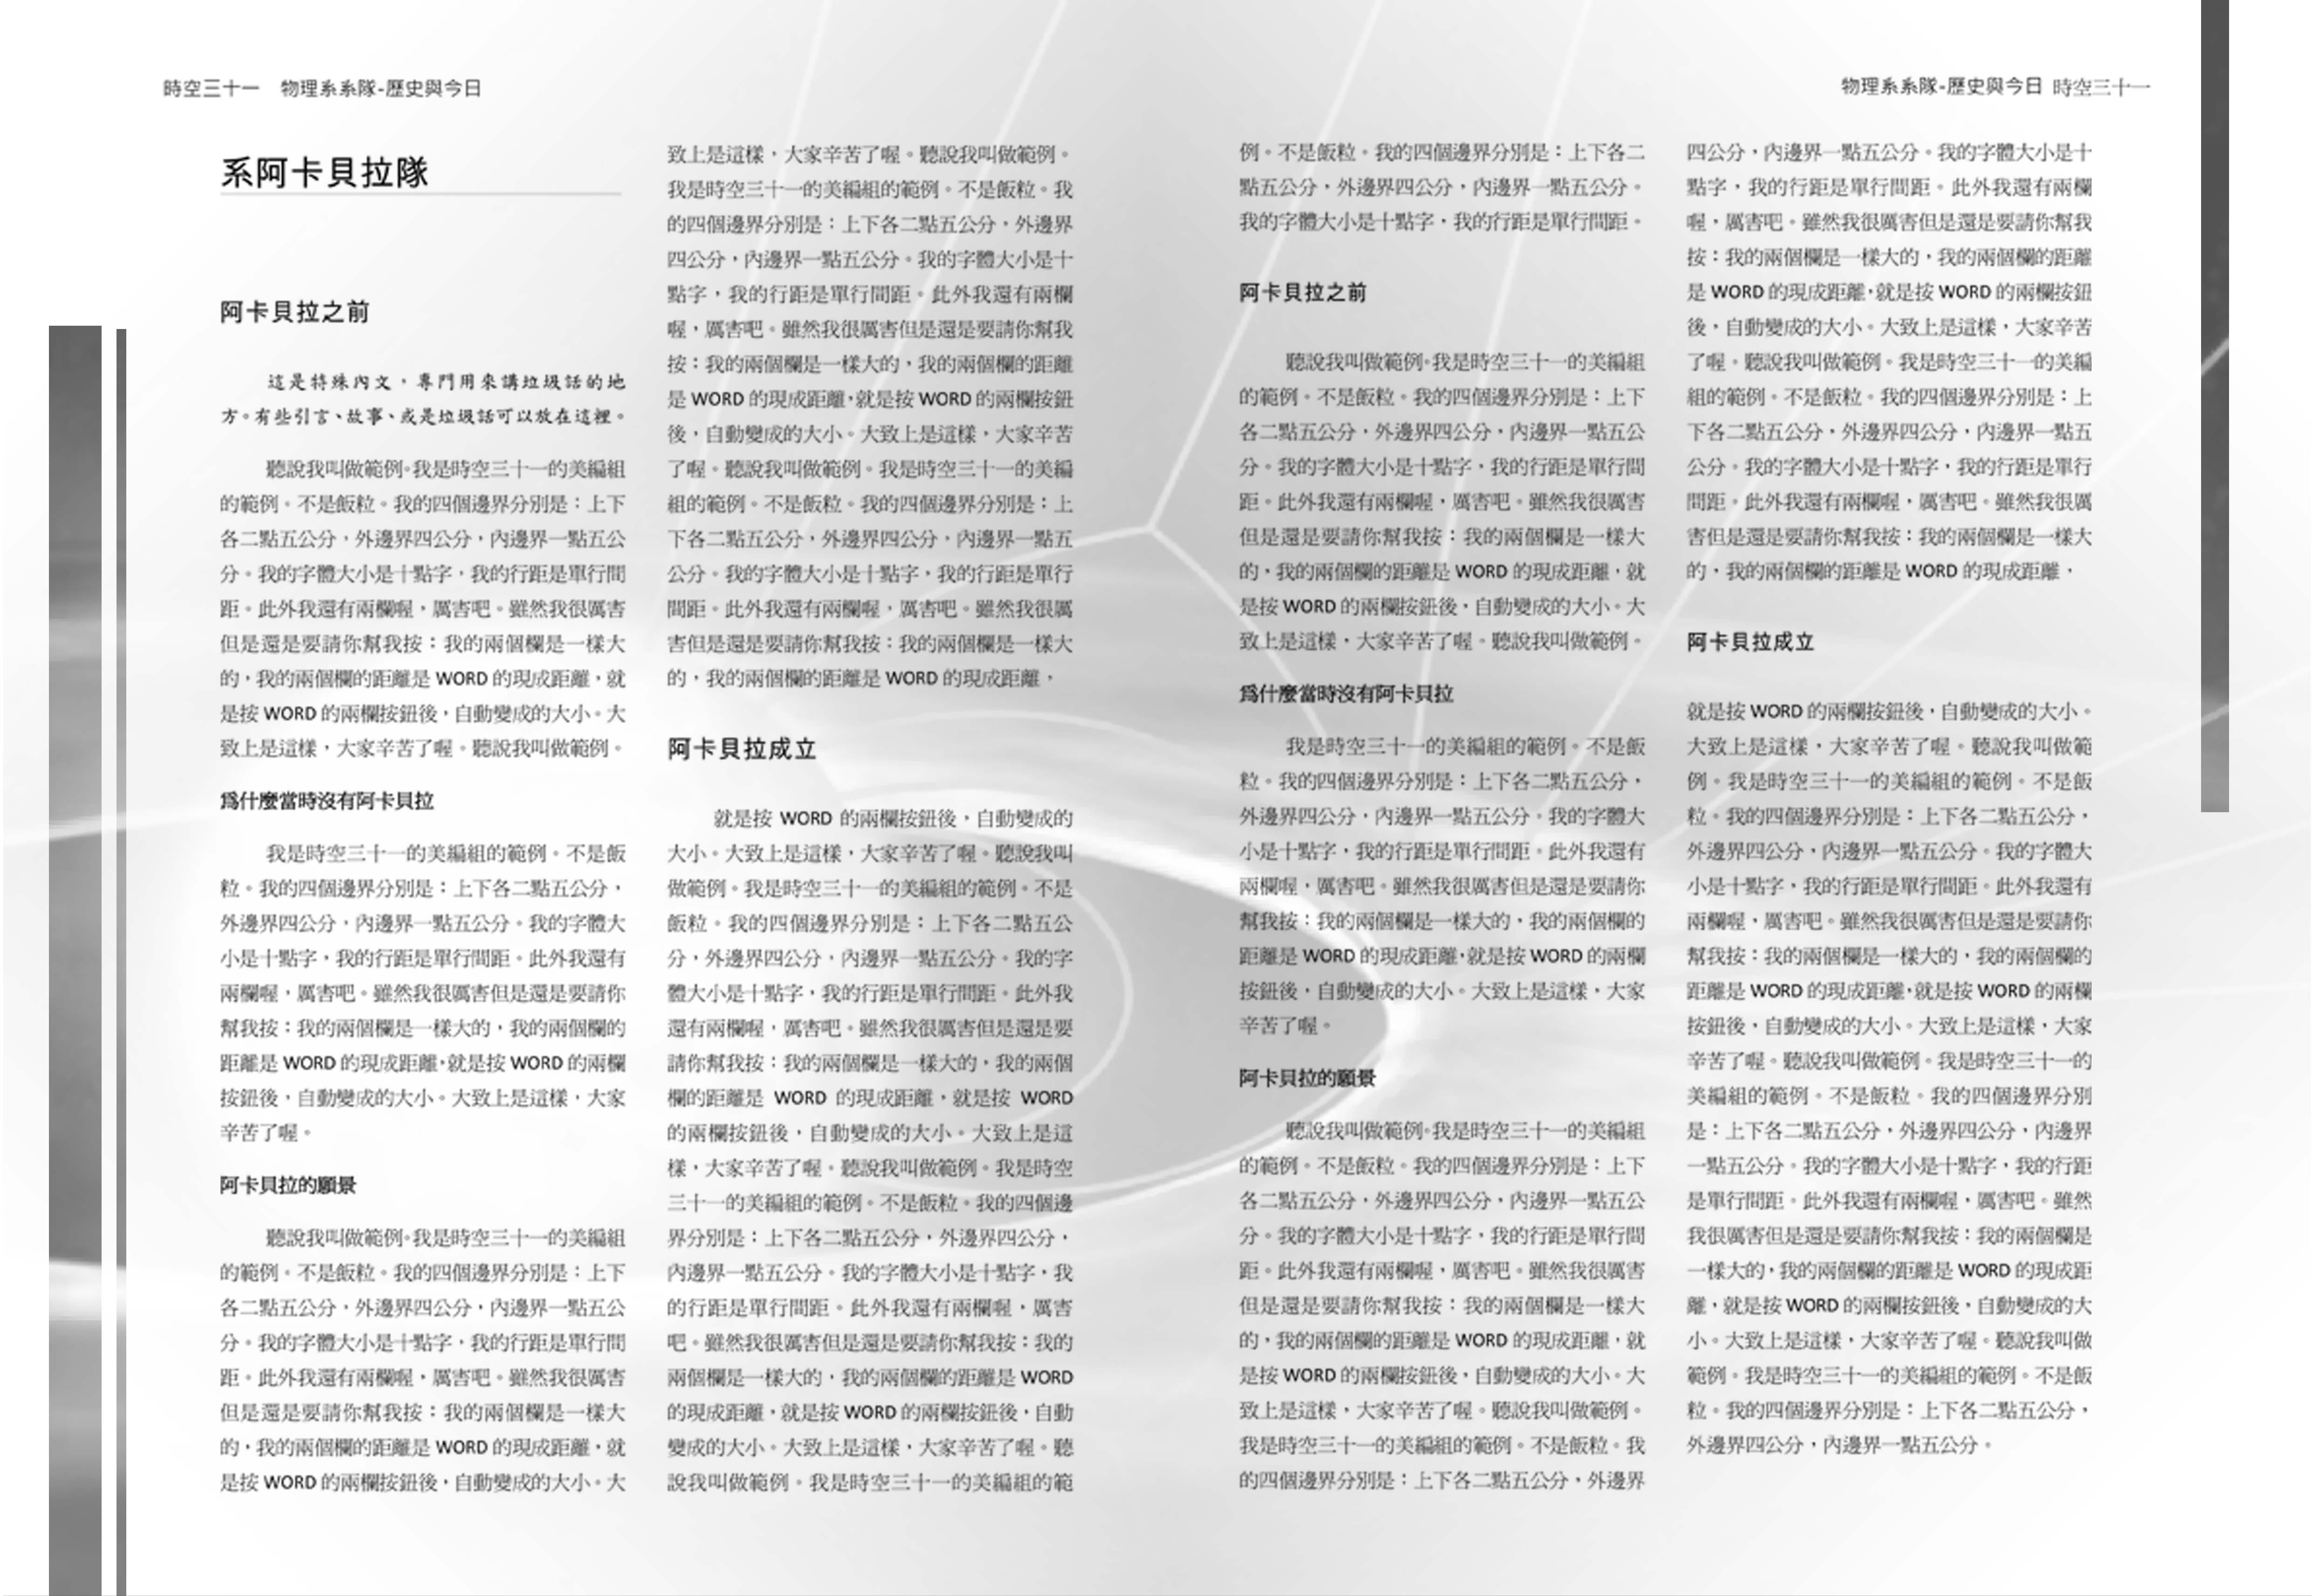 時空三十一 物理系系隊-歷史與今日
系阿卡貝拉隊
阿卡貝拉之前
這是特殊內文，專門用來講垃圾話的地
方。有些引言、故事、或是垃圾話可以放在這裡。
聽說我叫做範例。我是時空三十一的美編組
的範例。不是飯粒。我的四個邊界分別是：上下
各二點五公分，外邊界四公分，內邊界一點五公
分。我的字體大小是十點字，我的行距是單行間
距。此外我還有兩欄喔，厲害吧。雖然我很厲害
但是還是要請你幫我按：我的兩個欄是一樣大
的，我的兩個欄的距離是 WORD 的現成距離，就
是按 WORD 的兩欄按鈕後，自動變成的大小。大
致上是這樣，大家辛苦了喔。聽說我叫做範例。
爲什麼當時沒有阿卡貝拉
我是時空三十一的美編組的範例。不是飯
粒。我的四個邊界分別是：上下各二點五公分，
外邊界四公分，內邊界一點五公分。我的字體大
小是十點字，我的行距是單行間距。此外我還有
兩欄喔，厲害吧。雖然我很厲害但是還是要請你
幫我按：我的兩個欄是一樣大的，我的兩個欄的
距離是 WORD 的現成距離，就是按 WORD 的兩欄
按鈕後，自動變成的大小。大致上是這樣，大家
辛苦了喔。
阿卡貝拉的願景
聽說我叫做範例。我是時空三十一的美編組
的範例。不是飯粒。我的四個邊界分別是：上下
各二點五公分，外邊界四公分，內邊界一點五公
分。我的字體大小是十點字，我的行距是單行間
距。此外我還有兩欄喔，厲害吧。雖然我很厲害
但是還是要請你幫我按：我的兩個欄是一樣大
的，我的兩個欄的距離是 WORD 的現成距離，就
是按 WORD 的兩欄按鈕後，自動變成的大小。大
致上是這樣，大家辛苦了喔。聽說我叫做範例。
我是時空三十一的美編組的範例。不是飯粒。我
的四個邊界分別是：上下各二點五公分，外邊界
四公分，內邊界一點五公分。我的字體大小是十
點字，我的行距是單行間距。此外我還有兩欄
喔，厲害吧。雖然我很厲害但是還是要請你幫我
按：我的兩個欄是一樣大的，我的兩個欄的距離
是 WORD 的現成距離，就是按 WORD 的兩欄按鈕
後，自動變成的大小。大致上是這樣，大家辛苦
了喔。聽說我叫做範例。我是時空三十一的美編
組的範例。不是飯粒。我的四個邊界分別是：上
下各二點五公分，外邊界四公分，內邊界一點五
公分。我的字體大小是十點字，我的行距是單行
間距。此外我還有兩欄喔，厲害吧。雖然我很厲
害但是還是要請你幫我按：我的兩個欄是一樣大
的，我的兩個欄的距離是 WORD 的現成距離，
阿卡貝拉成立
就是按 WORD 的兩欄按鈕後，自動變成的
大小。大致上是這樣，大家辛苦了喔。聽說我叫
做範例。我是時空三十一的美編組的範例。不是
飯粒。我的四個邊界分別是：上下各二點五公
分，外邊界四公分，內邊界一點五公分。我的字
體大小是十點字，我的行距是單行間距。此外我
還有兩欄喔，厲害吧。雖然我很厲害但是還是要
請你幫我按：我的兩個欄是一樣大的，我的兩個
欄的距離是 WORD 的現成距離，就是按 WORD
的兩欄按鈕後，自動變成的大小。大致上是這
樣，大家辛苦了喔。聽說我叫做範例。我是時空
三十一的美編組的範例。不是飯粒。我的四個邊
界分別是：上下各二點五公分，外邊界四公分，
內邊界一點五公分。我的字體大小是十點字，我
的行距是單行間距。此外我還有兩欄喔，厲害
吧。雖然我很厲害但是還是要請你幫我按：我的
兩個欄是一樣大的，我的兩個欄的距離是 WORD
的現成距離，就是按 WORD 的兩欄按鈕後，自動
變成的大小。大致上是這樣，大家辛苦了喔。聽
說我叫做範例。我是時空三十一的美編組的範
物理系系隊-歷史與今日 時空三十一
例。不是飯粒。我的四個邊界分別是：上下各二
點五公分，外邊界四公分，內邊界一點五公分。
我的字體大小是十點字，我的行距是單行間距。
阿卡貝拉之前
聽說我叫做範例。我是時空三十一的美編組
的範例。不是飯粒。我的四個邊界分別是：上下
各二點五公分，外邊界四公分，內邊界一點五公
分。我的字體大小是十點字，我的行距是單行間
距。此外我還有兩欄喔，厲害吧。雖然我很厲害
但是還是要請你幫我按：我的兩個欄是一樣大
的，我的兩個欄的距離是 WORD 的現成距離，就
是按 WORD 的兩欄按鈕後，自動變成的大小。大
致上是這樣，大家辛苦了喔。聽說我叫做範例。
爲什麼當時沒有阿卡貝拉
我是時空三十一的美編組的範例。不是飯
粒。我的四個邊界分別是：上下各二點五公分，
外邊界四公分，內邊界一點五公分。我的字體大
小是十點字，我的行距是單行間距。此外我還有
兩欄喔，厲害吧。雖然我很厲害但是還是要請你
幫我按：我的兩個欄是一樣大的，我的兩個欄的
距離是 WORD 的現成距離，就是按 WORD 的兩欄
按鈕後，自動變成的大小。大致上是這樣，大家
辛苦了喔。
阿卡貝拉的願景
聽說我叫做範例。我是時空三十一的美編組
的範例。不是飯粒。我的四個邊界分別是：上下
各二點五公分，外邊界四公分，內邊界一點五公
分。我的字體大小是十點字，我的行距是單行間
距。此外我還有兩欄喔，厲害吧。雖然我很厲害
但是還是要請你幫我按：我的兩個欄是一樣大
的，我的兩個欄的距離是 WORD 的現成距離，就
是按 WORD 的兩欄按鈕後，自動變成的大小。大
致上是這樣，大家辛苦了喔。聽說我叫做範例。
我是時空三十一的美編組的範例。不是飯粒。我
的四個邊界分別是：上下各二點五公分，外邊界
四公分，內邊界一點五公分。我的字體大小是十
點字，我的行距是單行間距。此外我還有兩欄
喔，厲害吧。雖然我很厲害但是還是要請你幫我
按：我的兩個欄是一樣大的，我的兩個欄的距離
是 WORD 的現成距離，就是按 WORD 的兩欄按鈕
後，自動變成的大小。大致上是這樣，大家辛苦
了喔。聽說我叫做範例。我是時空三十一的美編
組的範例。不是飯粒。我的四個邊界分別是：上
下各二點五公分，外邊界四公分，內邊界一點五
公分。我的字體大小是十點字，我的行距是單行
間距。此外我還有兩欄喔，厲害吧。雖然我很厲
害但是還是要請你幫我按：我的兩個欄是一樣大
的，我的兩個欄的距離是 WORD 的現成距離，
阿卡貝拉成立
就是按 WORD 的兩欄按鈕後，自動變成的大小。
大致上是這樣，大家辛苦了喔。聽說我叫做範
例。我是時空三十一的美編組的範例。不是飯
粒。我的四個邊界分別是：上下各二點五公分，
外邊界四公分，內邊界一點五公分。我的字體大
小是十點字，我的行距是單行間距。此外我還有
兩欄喔，厲害吧。雖然我很厲害但是還是要請你
幫我按：我的兩個欄是一樣大的，我的兩個欄的
距離是 WORD 的現成距離，就是按 WORD 的兩欄
按鈕後，自動變成的大小。大致上是這樣，大家
辛苦了喔。聽說我叫做範例。我是時空三十一的
美編組的範例。不是飯粒。我的四個邊界分別
是：上下各二點五公分，外邊界四公分，內邊界
一點五公分。我的字體大小是十點字，我的行距
是單行間距。此外我還有兩欄喔，厲害吧。雖然
我很厲害但是還是要請你幫我按：我的兩個欄是
一樣大的，我的兩個欄的距離是 WORD 的現成距
離，就是按 WORD 的兩欄按鈕後，自動變成的大
小。大致上是這樣，大家辛苦了喔。聽說我叫做
範例。我是時空三十一的美編組的範例。不是飯
粒。我的四個邊界分別是：上下各二點五公分，
外邊界四公分，內邊界一點五公分。